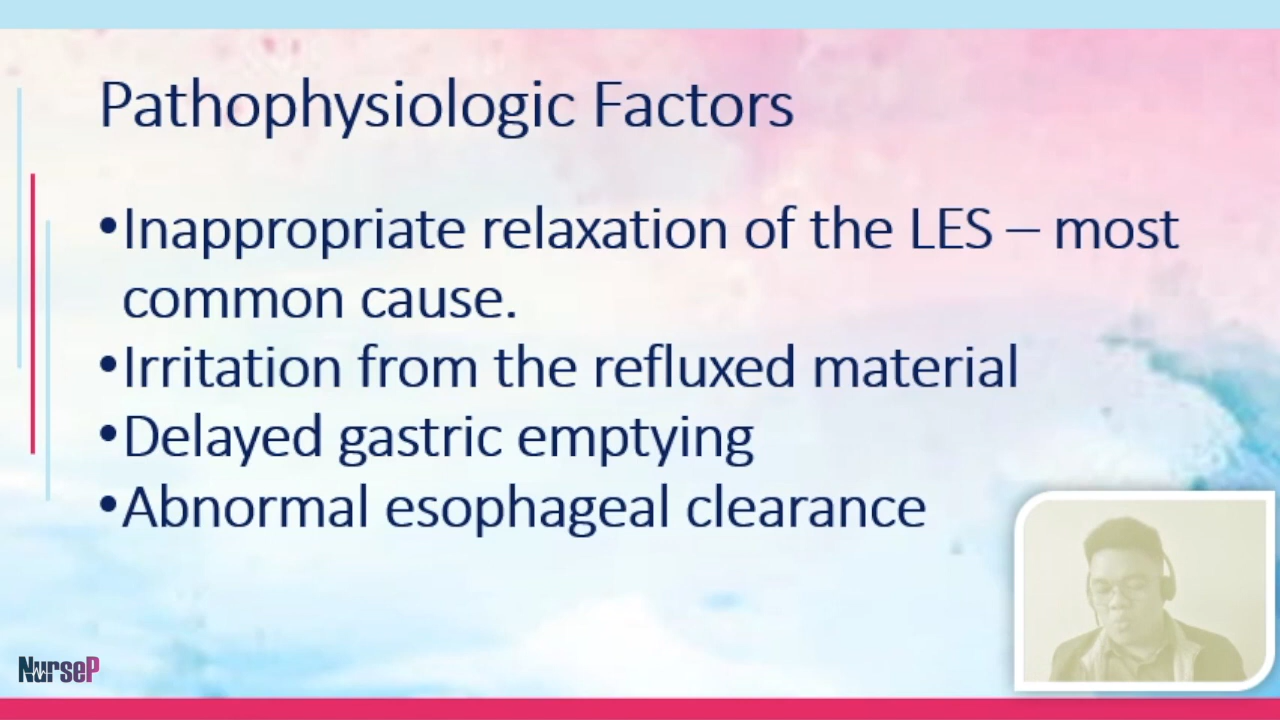 Pathophysiologic Factors
•Inappropriate relaxation of the LES – most
common cause.
•Irritation from the refluxed material
•Delayed gastric emptying
•Abnormal esophageal clearance
NurseP